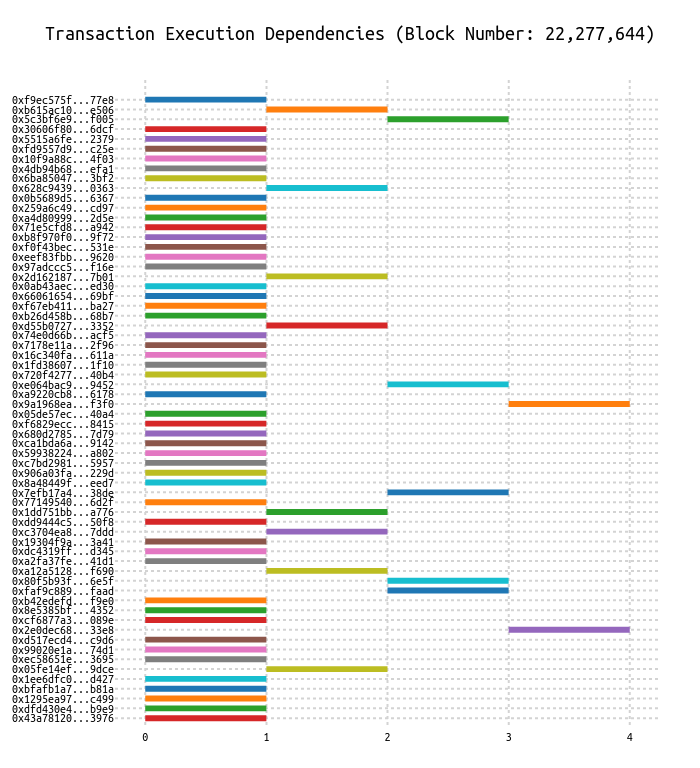 Transaction Execution Dependencies (Block Number: 22,277,644)
0xf9ec575f...77e8
0xb615ac10...e506
0x5c3bf6e9...f005
0x30606f80...6dcf
0x5515a6fe...2379
0xfd9557d9...c25e
0x10f9a88c...4f03
0x4db94b68...efa1
0x6ba85047...3bf2
0x628c9439...0363
0x0b5689d5...6367
0x259a6c49...cd97
0xa4d80999...2d5e
0x71e5cfd8...a942
0xb8f970f0...9f72
0xf0f43bec...531e
0xeef83fbb...9620
0x97adccc5...f16e
0x2d162187...7b01
0x0ab43aec...ed30
0x66061654...69bf
0xf67eb411...ba27
0xb26d458b...68b7
0xd55b0727...3352
0x74e0d66b...acf5
0x7178e11a...2f96
0x16c340fa...611a
0x1fd38607...1f10
0x720f4277...40b4
0xe064bac9...9452
0xa9220cb8...6178
0x9a1968ea...f3f0
0x05de57ec...40a4
0xf6829ecc...8415
0x680d2785...7d79
0xca1bda6a...9142
0x59938224...a802
0xc7bd2981...5957
0x906a03fa...229d
0x8a48449f...eed7
0x7efb17a4...38de
0x77149540...6d2f
0x1dd751bb...a776
0xdd9444c5...50f8
0xc3704ea8...7ddd
0x19304f9a...3a41
0xdc4319ff...d345
0xa2fa37fe...41d1
0xa12a5128...f690
0x80f5b93f...6e5f
0xfaf9c889...faad
0xb42edefd...f9e0
0x8e5385bf...4352
0xcf6877a3...089e
0x2e0dec68...33e8
0xd517ecd4...c9d6
0x99020e1a...74d1
0xec58651e...3695
0x05fe14ef...9dce
0x1ee6dfc0...d427
0xbfafb1a7...b81a
0x1295ea97...c499
0xdfd430e4...b9e9
0x43a78120...3976
0 1 2 3 4